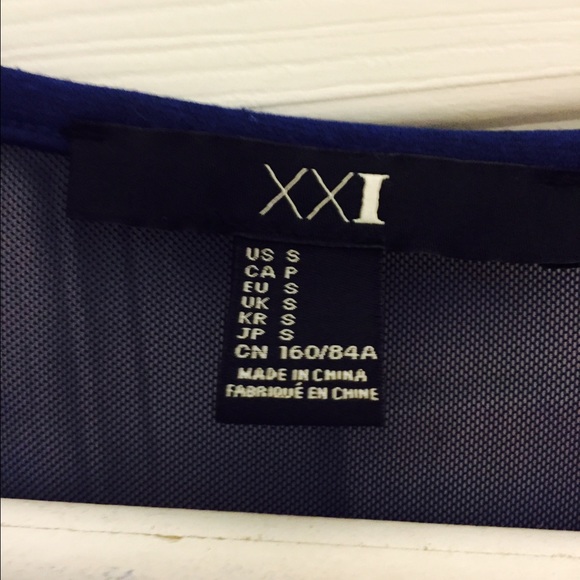 XXI
US S
CA P
EU S
UK S
KR S
JP S
CN 160/84A
MADE IN CHINA
FABRIQUÉ EN CHINE